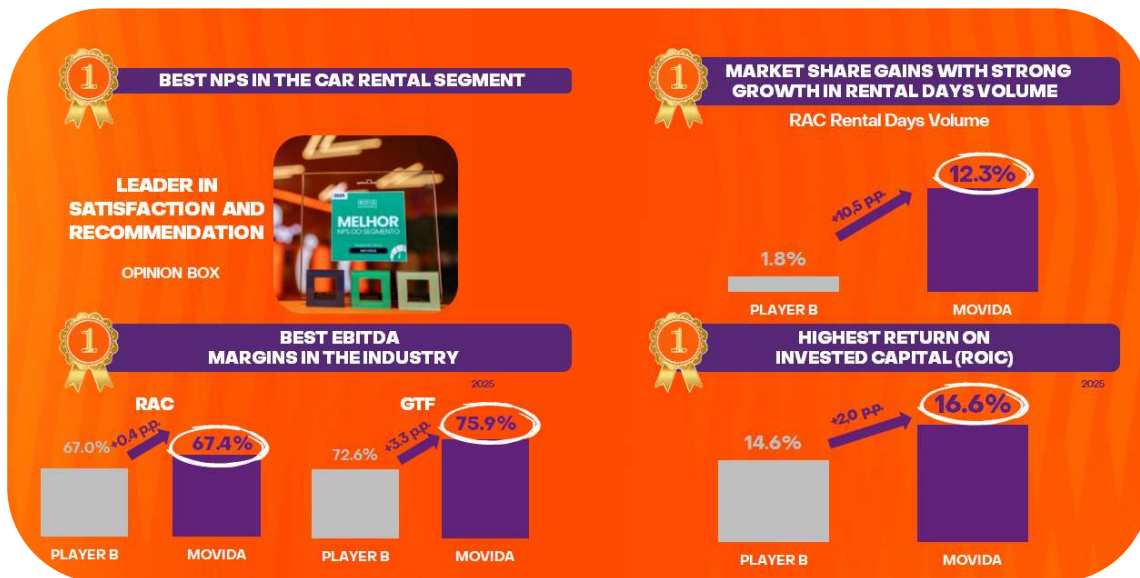 1
BEST NPS IN THE CAR RENTAL SEGMENT
LEADER IN
SATISFACTION AND
RECOMMENDATION
OPINION BOX
MELHOR
NPS DO SEGMENTO
1
MARKET SHARE GAINS WITH STRONG
GROWTH IN RENTAL DAYS VOLUME
RAC Rental Days Volume
1.8%
+10,5 p.p.
12.3%
PLAYER B
MOVIDA
1
BEST EBITDA
MARGINS IN THE INDUSTRY
2025
RAC
67.0%
+0.4 p.p.
67.4%
PLAYER B
MOVIDA
GTF
72.6%
+3.3 p.p.
75.9%
PLAYER B
MOVIDA
1
HIGHEST RETURN ON
INVESTED CAPITAL (ROIC)
2025
14.6%
+2,0 p.p.
16.6%
PLAYER B
MOVIDA